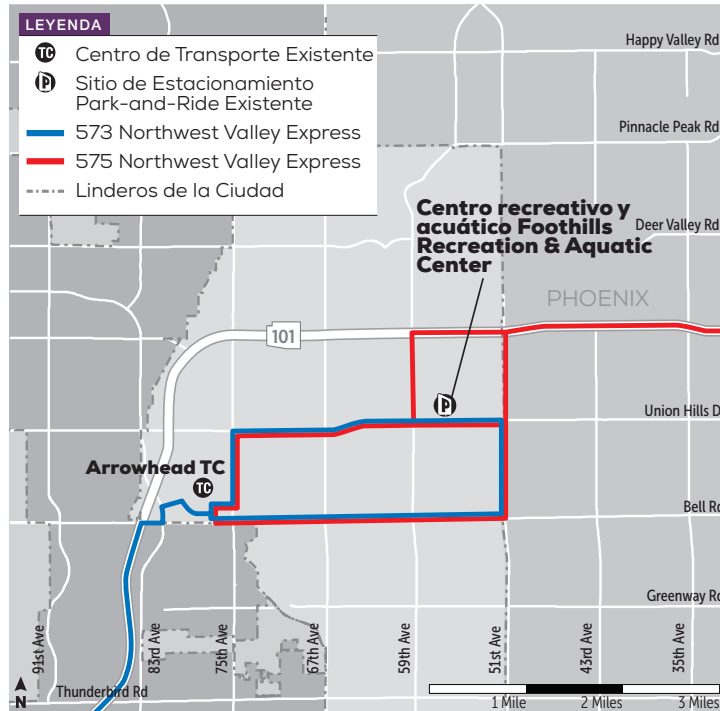 LEYENDA
TC
Centro de Transporte Existente
P
Sitio de Estacionamiento
Park-and-Ride Existente
573 Northwest Valley Express
575 Northwest Valley Express
Linderos de la Ciudad
Happy Valley Rd
Pinnacle Peak Rd
Centro recreativo y
acuático Foothills
Recreation & Aquatic
Center
Deer Valley Rd
PHOENIX
101
P
Union Hills D
Arrowhead TC
TC
Bell Rd
Greenway Rd
91st Ave
83rd Ave
75th Ave
67th Ave
59th Ave
51st Ave
43rd Ave
35th Ave
N
Thunderbird Rd
1 Mile
2 Miles
3 Miles